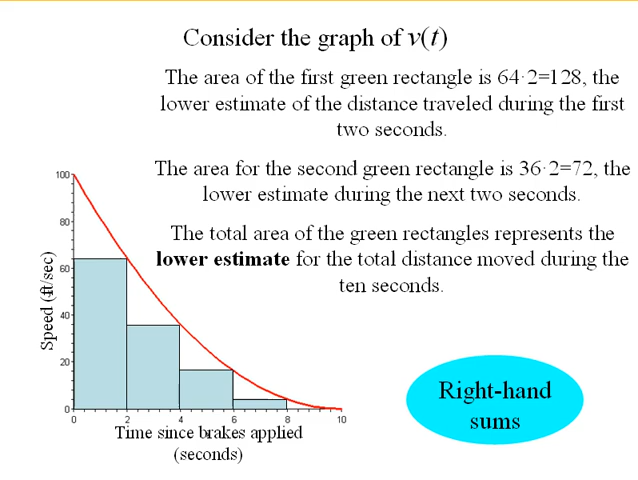 Consider the graph of v(t)
The area of the first green rectangle is 64·2=128, the
lower estimate of the distance traveled during the first
two seconds.
The area for the second green rectangle is 36·2=72, the
lower estimate during the next two seconds.
The total area of the green rectangles represents the
lower estimate for the total distance moved during the
ten seconds.
100
80
60
40
20
0
Speed (ft/sec)
0 2 4 6 8 10
Time since brakes applied
(seconds)
Right-hand
sums